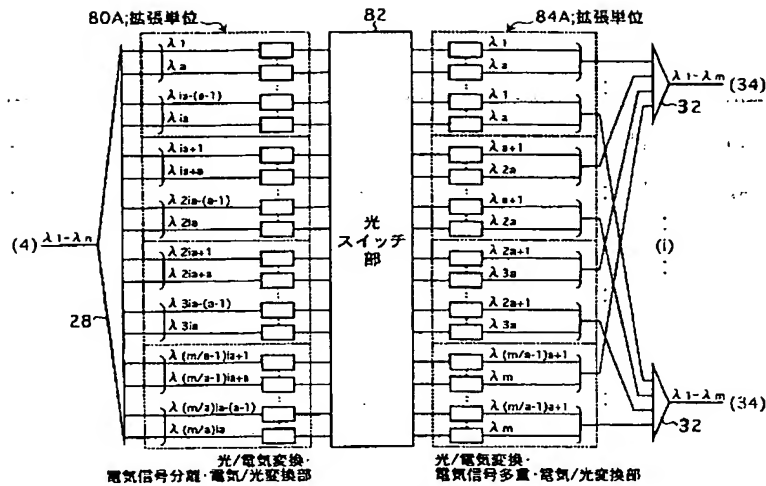 80A;拡張単位
82
84A;拡張単位
λ1
λa
λia-(a-1)
λia
λia+1
λia+a
λ2ia-(a-1)
λ2ia
λ2ia+1
λ2ia+a
λ3ia-(a-1)
λ3ia
λ(m/a-1)ia+1
λ(m/a-1)ia+a
λ(m/a)ia-(a-1)
λ(m/a)ia
(4)
λ1-λn
28
光
スイッチ
部
λ1
λa
λ1
λa
λa+1
λ2a
λa+1
λ2a
λ2a+1
λ3a
λ2a+1
λ3a
λ(m/a-1)a+1
λm
λ(m/a-1)a+1
λm
λ1-λm
(34)
32
(i)
λ1-λm
(34)
32
光/電気変換・
電気信号分離・電気/光変換部
光/電気変換・
電気信号多重・電気/光変換部